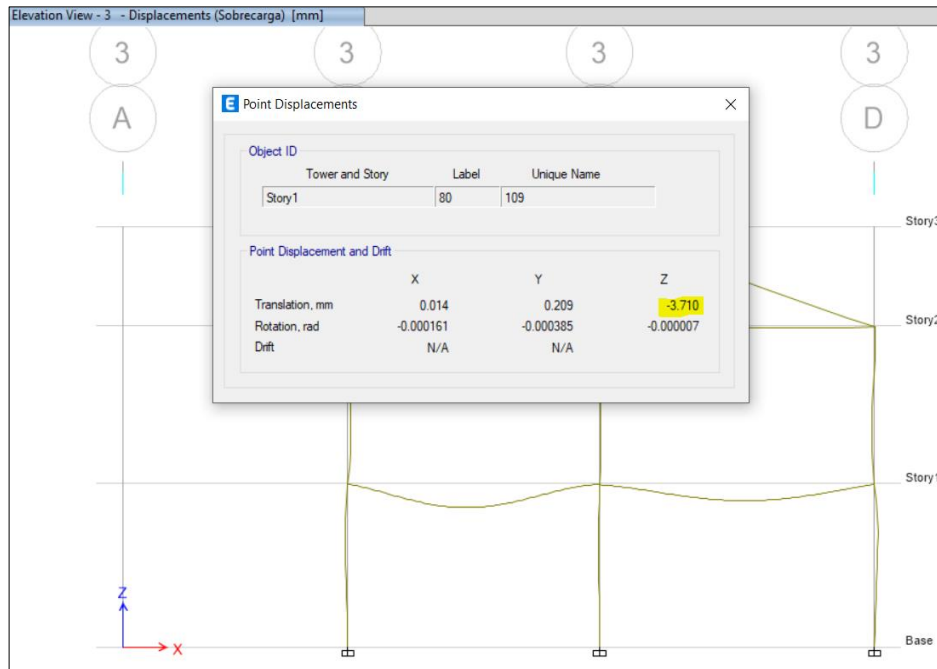 Elevation View - 3 - Displacements (Sobrecarga) [mm]
3 3 3 3
A D
E Point Displacements
Object ID
Tower and Story Label Unique Name
Story1 80 109
Point Displacement and Drift
X Y Z
Translation, mm 0.014 0.209 -3.710
Rotation, rad -0.000161 -0.000385 -0.000007
Drift N/A N/A
Story3
Story2
Story1
Base
Z
X